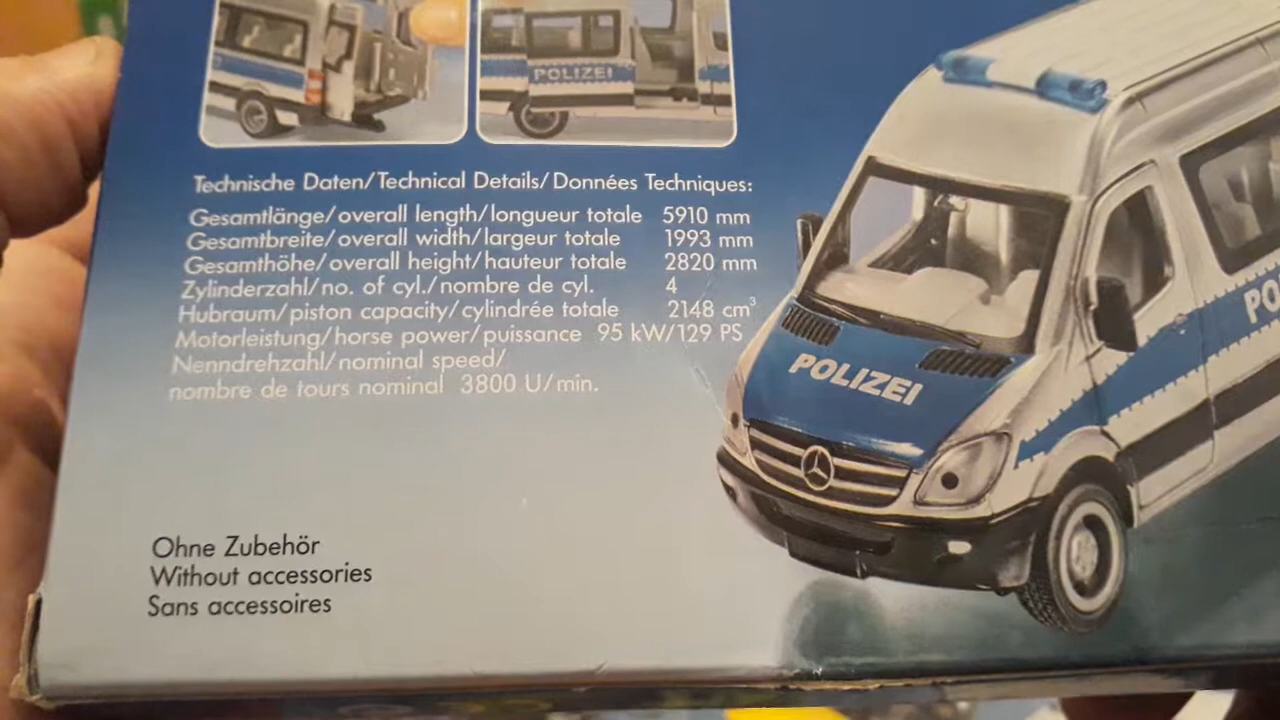 POLIZEI
Technische Daten/Technical Details/Données Techniques:
Gesamtlänge/overall length/longueur totale 5910 mm
Gesamtbreite/overall width/largeur totale 1993 mm
Gesamthöhe/overall height/hauteur totale 2820 mm
Zylinderzahl/no. of cyl./nombre de cyl. 4
Hubraum/piston capacity/cylindrée totale 2148 cm³
Motorleistung/horse power/puissance 95 kW/129 PS
Nenndrehzahl/nominal speed/
nombre de tours nominal 3800 U/min.
POLIZEI
PO
Ohne Zubehör
Without accessories
Sans accessoires